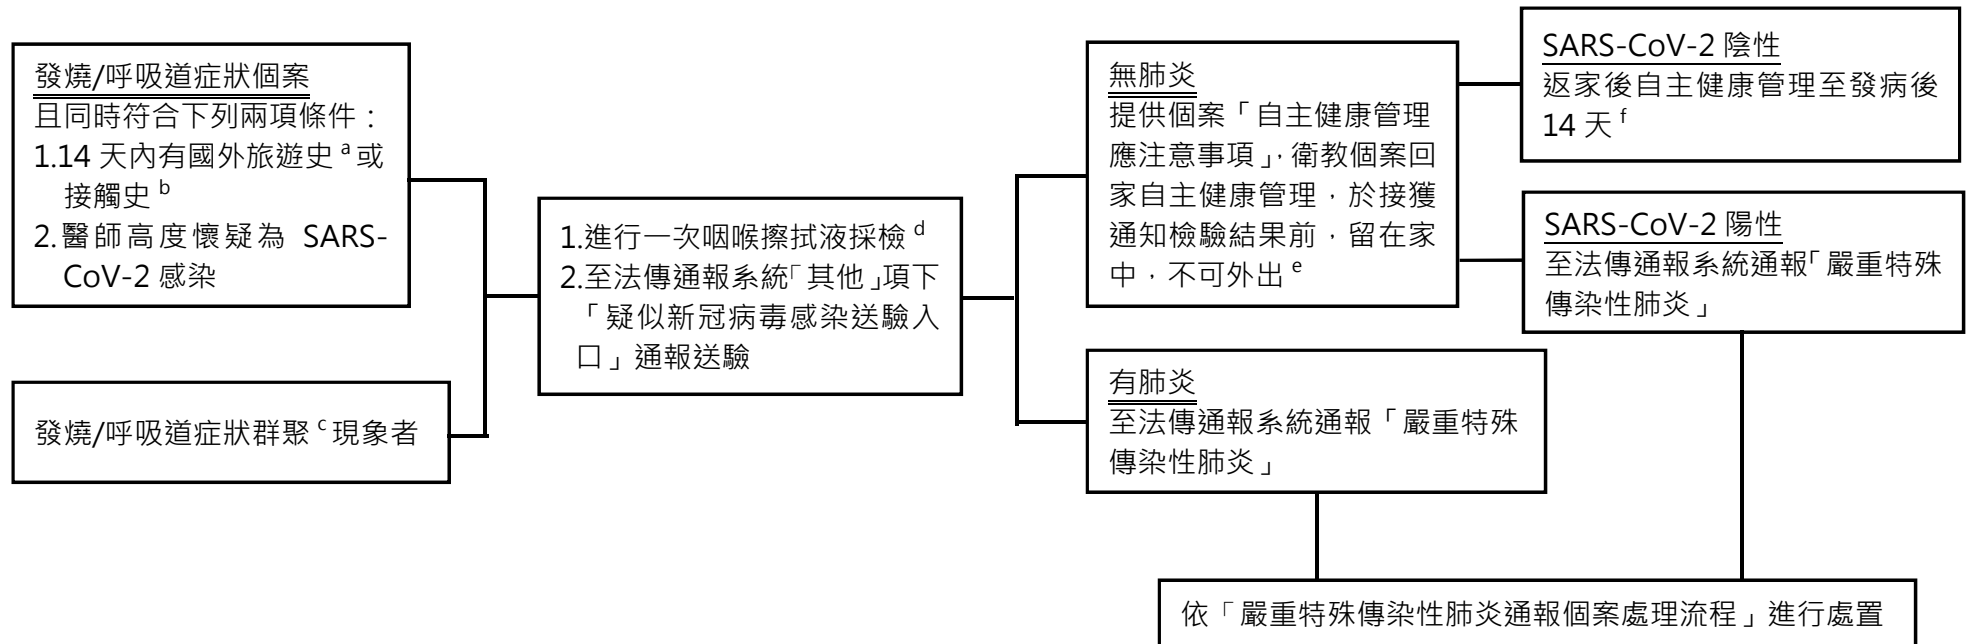 發燒/呼吸道症狀個案
且同時符合下列兩項條件：
1.14 天內有國外旅遊史 a 或
接觸史 b
2.醫師高度懷疑為 SARS-
CoV-2 感染
發燒/呼吸道症狀群聚 c 現象者
1.進行一次咽喉擦拭液採檢 d
2.至法傳通報系統「其他」項下
「疑似新冠病毒感染送驗入
口」通報送驗
無肺炎
提供個案「自主健康管理
應注意事項」，衛教個案回
家自主健康管理，於接獲
通知檢驗結果前，留在家
中，不可外出 e
有肺炎
至法傳通報系統通報「嚴重特殊
傳染性肺炎」
SARS-CoV-2 陰性
返家後自主健康管理至發病後
14 天 f
SARS-CoV-2 陽性
至法傳通報系統通報「嚴重特殊
傳染性肺炎」
依「嚴重特殊傳染性肺炎通報個案處理流程」進行處置